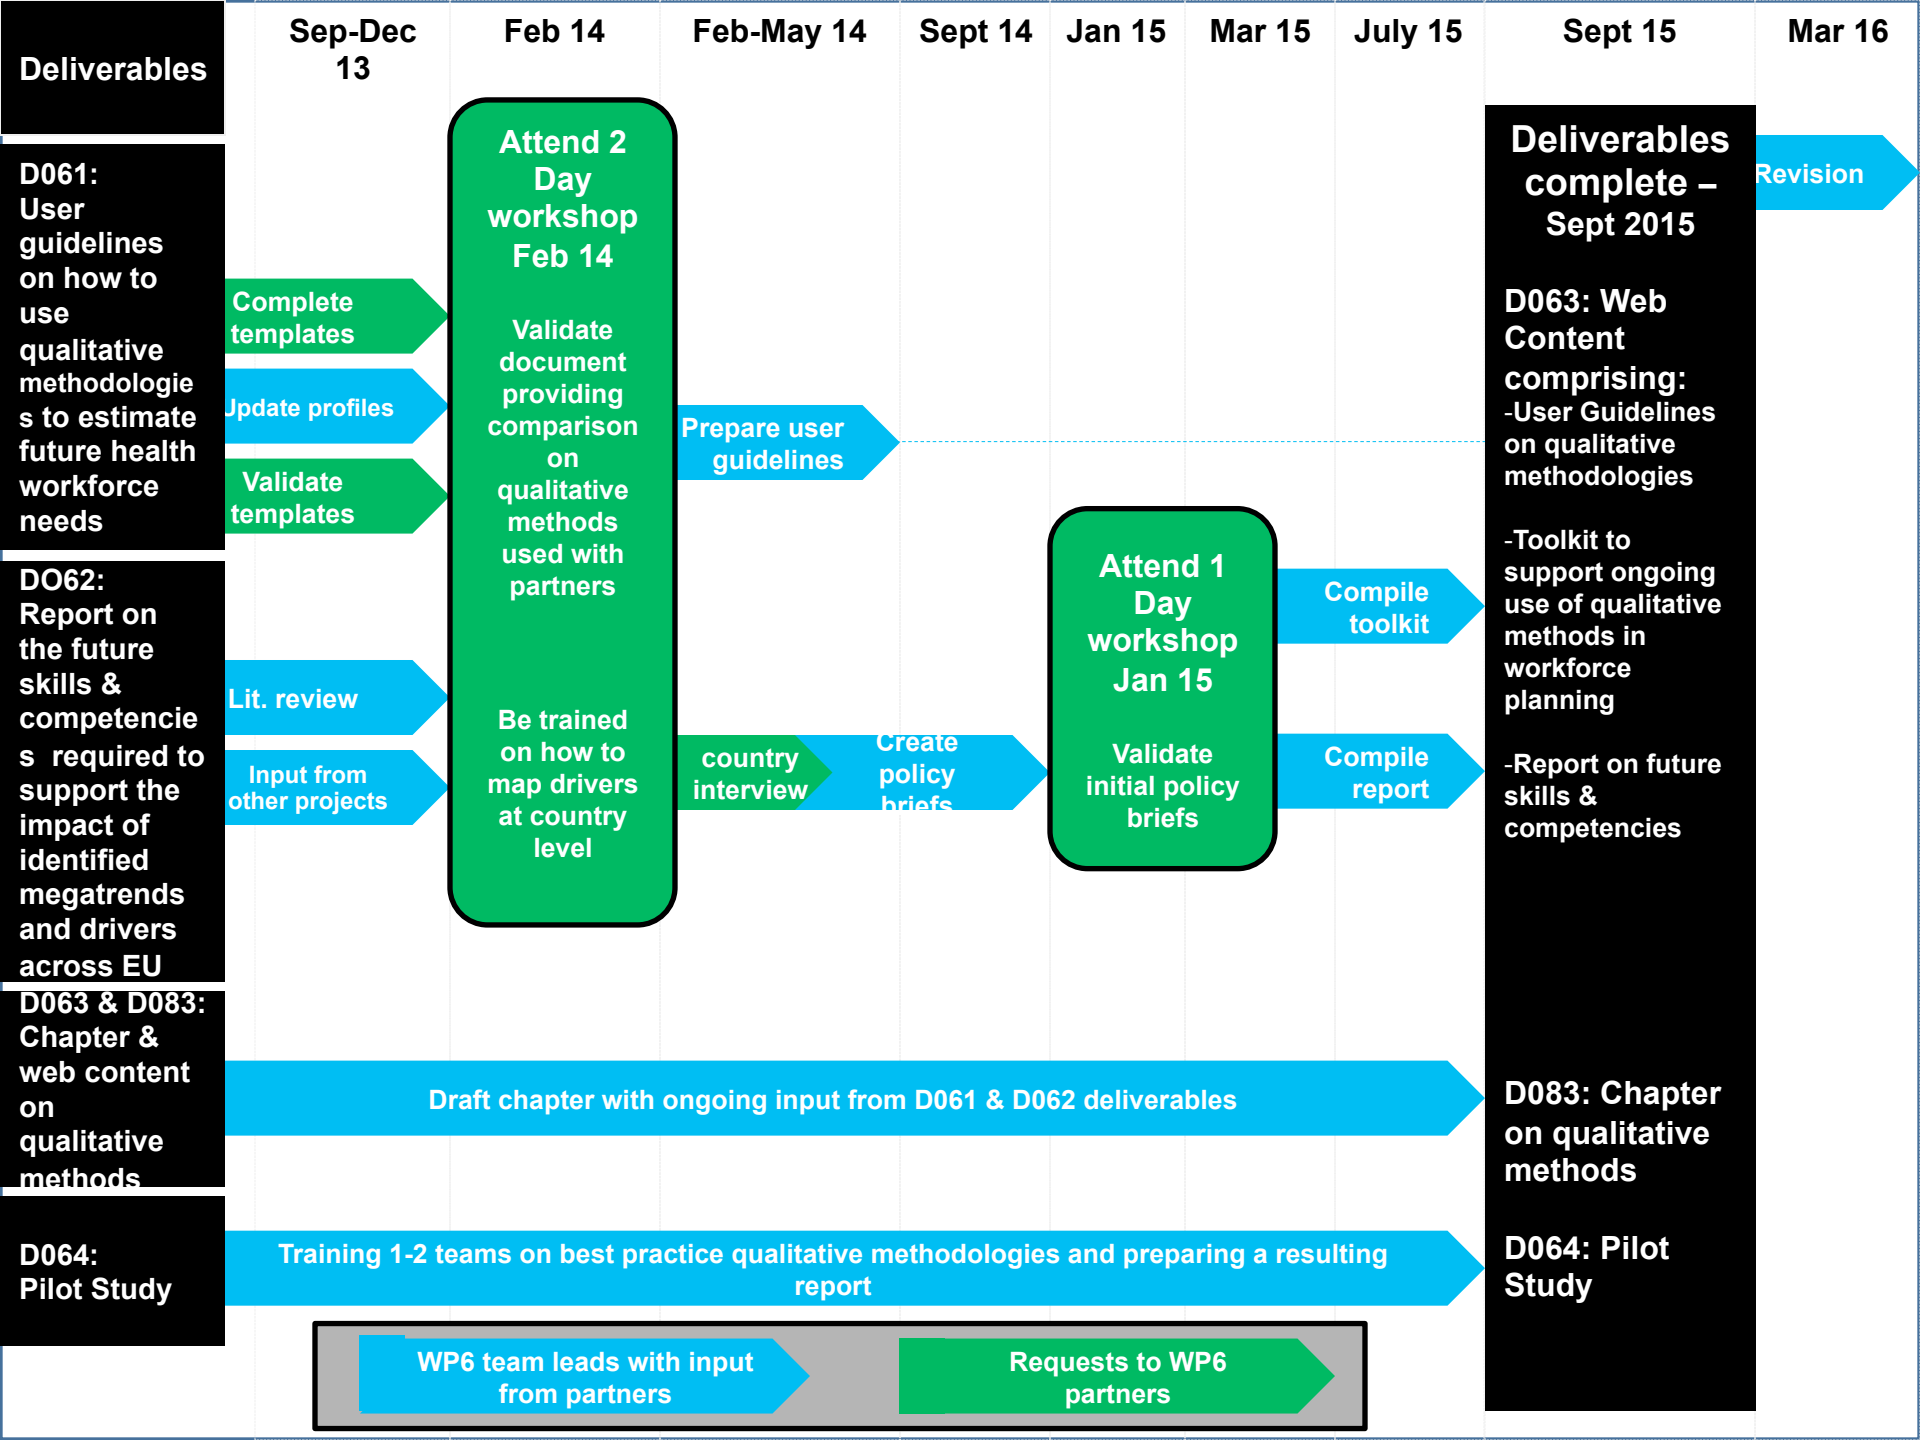 Deliverables
Sep-Dec
13
Feb 14
Feb-May 14
Sept 14
Jan 15
Mar 15
July 15
Sept 15
Mar 16
D061:
User
guidelines
on how to
use
qualitative
methodologie
s to estimate
future health
workforce
needs
Complete
templates
Update profiles
Validate
templates
Attend 2
Day
workshop
Feb 14
Validate
document
providing
comparison
on
qualitative
methods
used with
partners
Be trained
on how to
map drivers
at country
level
Prepare user
guidelines
DO62:
Report on
the future
skills &
competencie
s  required to
support the
impact of
identified
megatrends
and drivers
across EU
Lit. review
Input from
other projects
country
interview
Create
policy
briefs
Attend 1
Day
workshop
Jan 15
Validate
initial policy
briefs
Compile
toolkit
Compile
report
Deliverables
complete –
Sept 2015
D063: Web
Content
comprising:
-User Guidelines
on qualitative
methodologies
-Toolkit to
support ongoing
use of qualitative
methods in
workforce
planning
-Report on future
skills &
competencies
D083: Chapter
on qualitative
methods
D064: Pilot
Study
Revision
D063 & D083:
Chapter &
web content
on
qualitative
methods
Draft chapter with ongoing input from D061 & D062 deliverables
D064:
Pilot Study
Training 1-2 teams on best practice qualitative methodologies and preparing a resulting
report
WP6 team leads with input
from partners
Requests to WP6
partners